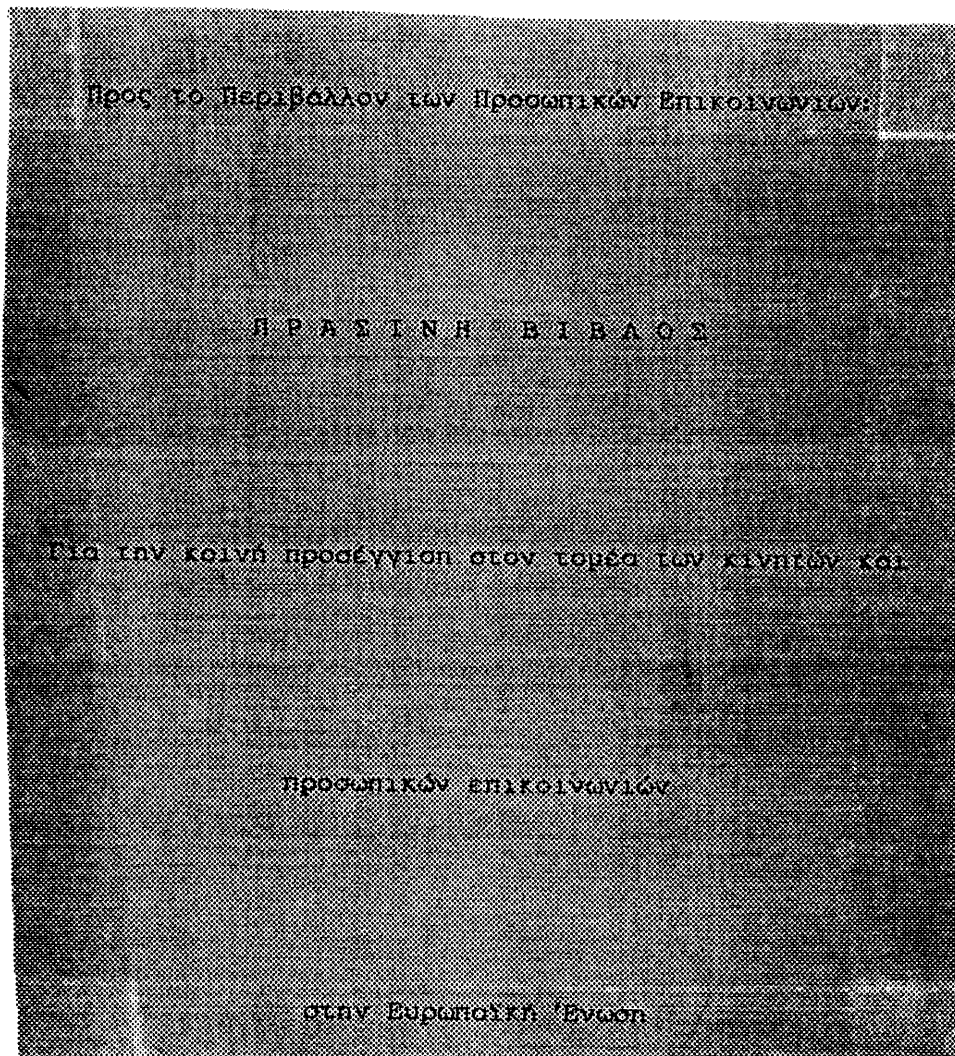 Προς το Περιβάλλον των Προσωπικών Επικοινωνιών:
Π Ρ Α Σ Ι Ν Η   Β Ι Β Λ Ο Σ
Για την κοινή προσέγγιση στον τομέα των κινητών και
προσωπικών επικοινωνιών
στην Ευρωπαϊκή Ένωση